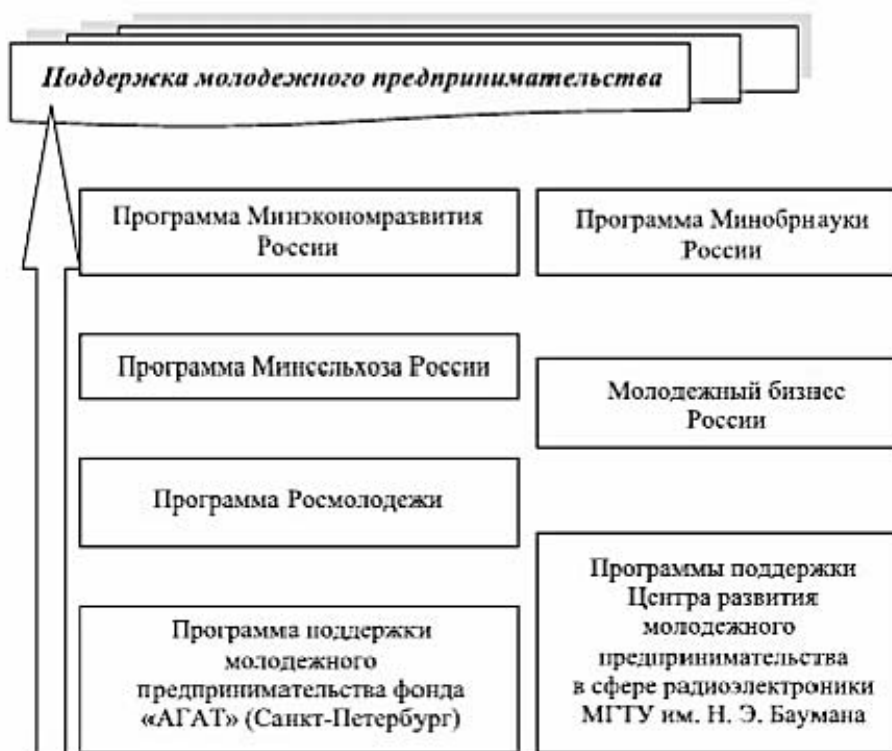 Поддержка молодежного предпринимательства
Программа Минэкономразвития
России
Программа Минобрнауки
России
Программа Минсельхоза России
Молодежный бизнес
России
Программа Росмолодежи
Программа поддержки
молодежного
предпринимательства фонда
«АГАТ» (Санкт-Петербург)
Программы поддержки
Центра развития
молодежного
предпринимательства
в сфере радиоэлектроники
МГТУ им. Н. Э. Баумана